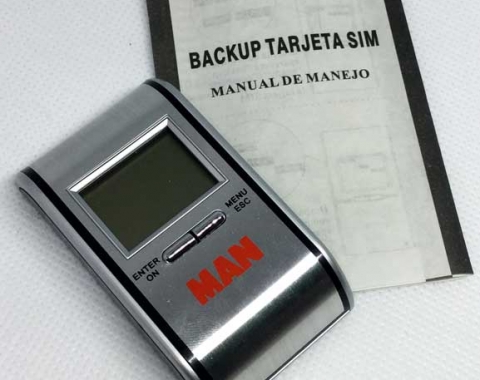 BACKUP TARJETA SIM
MANUAL DE MANEJO
MENU
ESC
ENTER
ON
MAN